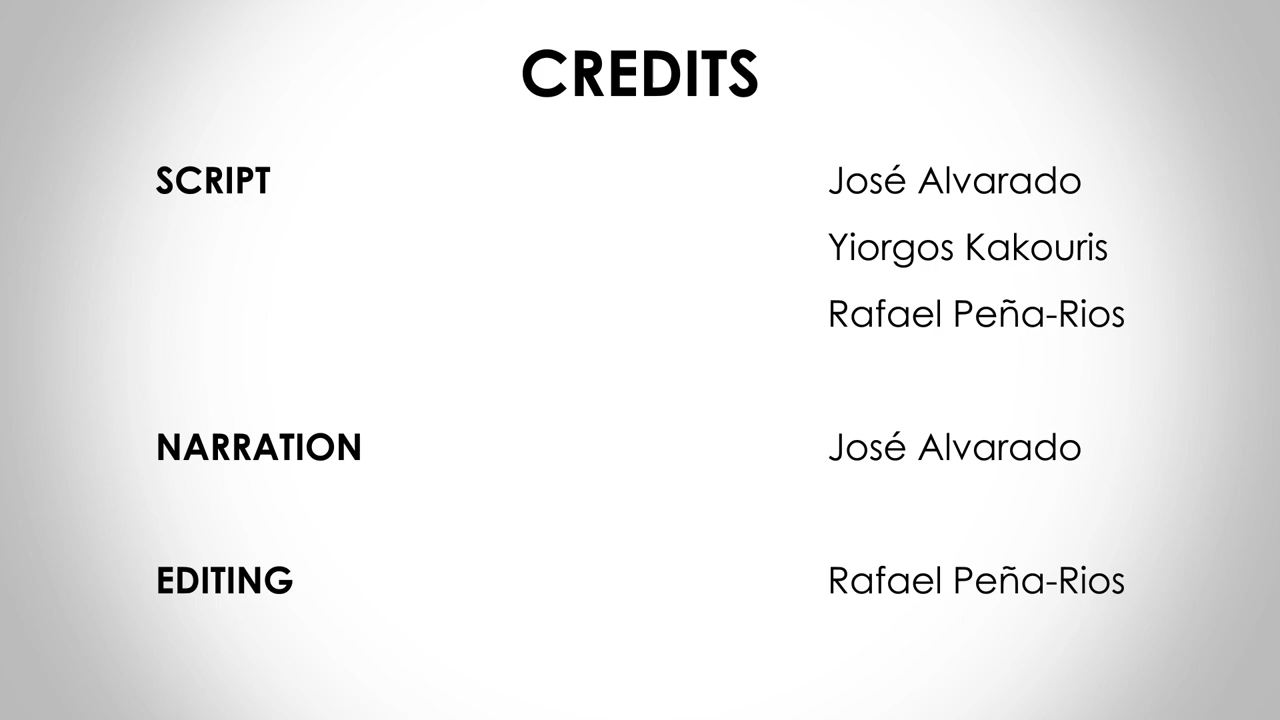 CREDITS
SCRIPT José Alvarado
Yiorgos Kakouris
Rafael Peña-Rios
NARRATION José Alvarado
EDITING Rafael Peña-Rios